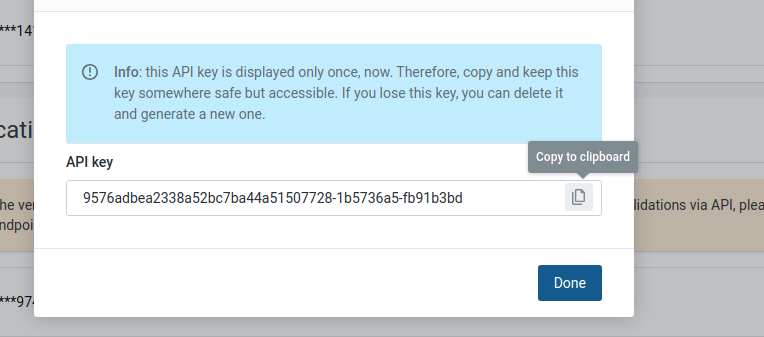 ***14
Info: this API key is displayed only once, now. Therefore, copy and keep this
key somewhere safe but accessible. If you lose this key, you can delete it
and generate a new one.
cati
Copy to clipboard
API key
9576adbea2338a52bc7ba44a51507728-1b5736a5-fb91b3bd
he ve
lidations via API, plea
ndpoi
Done
***97